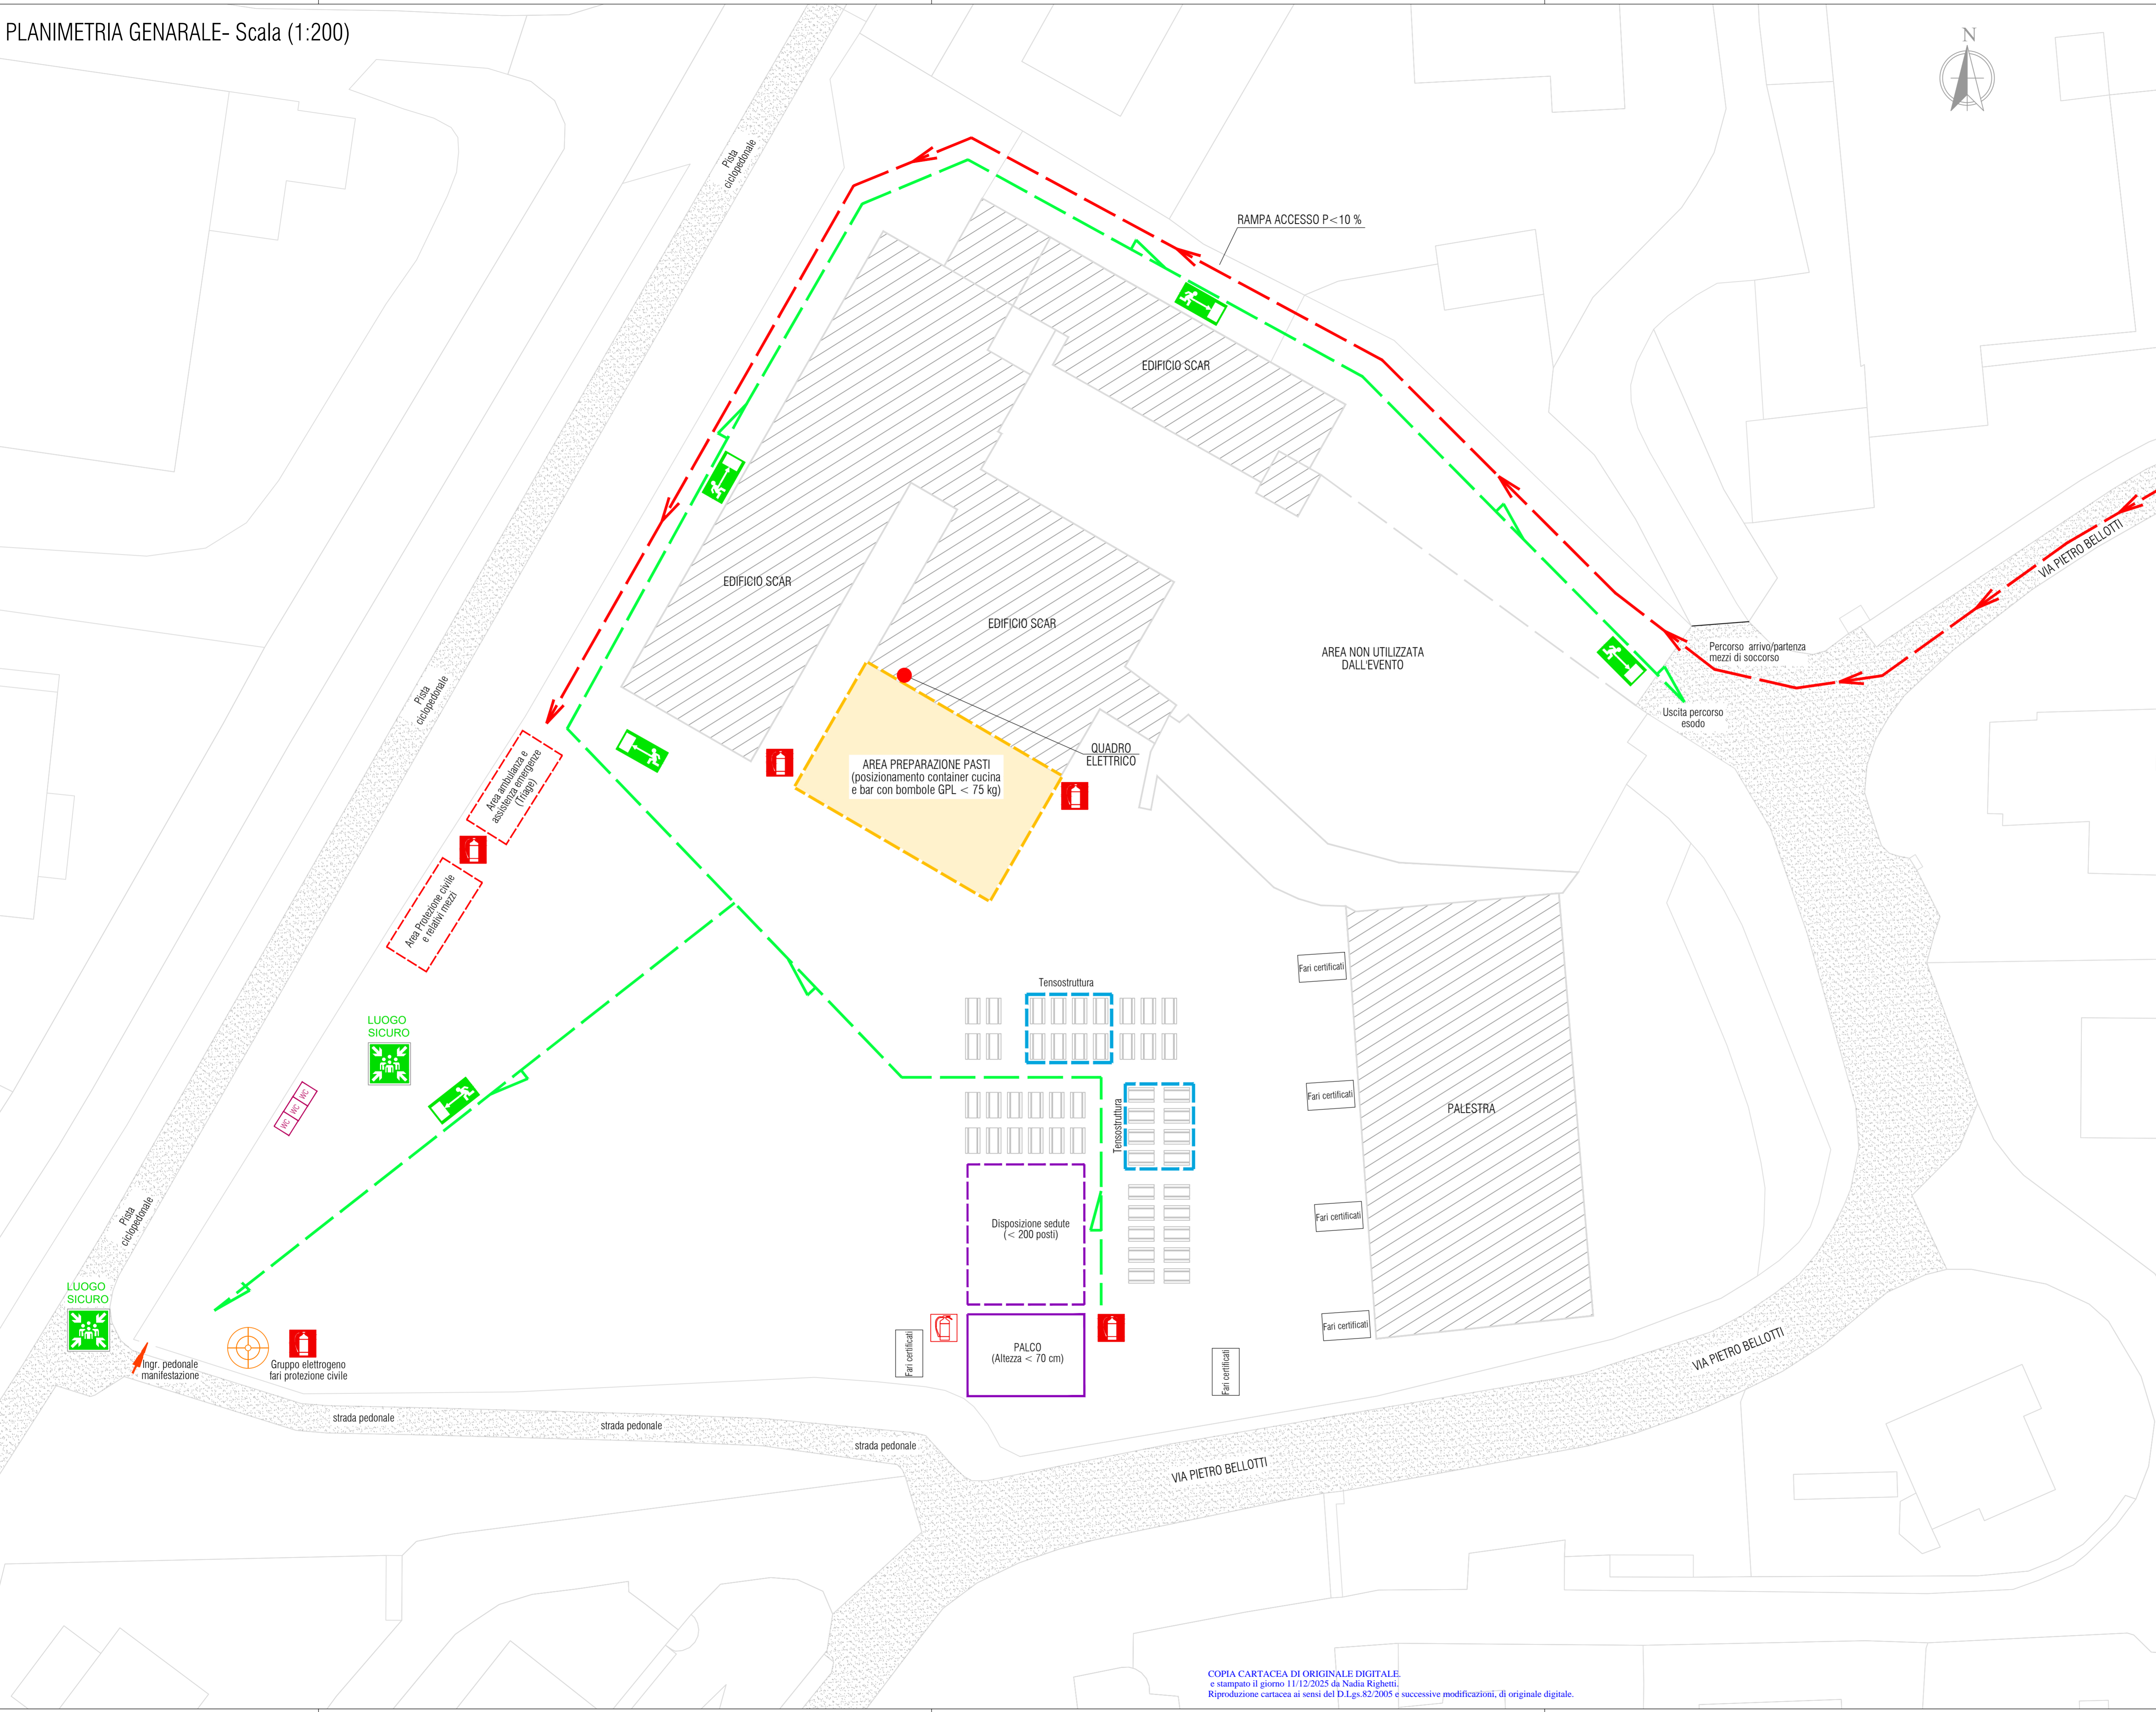 PLANIMETRIA GENARALE- Scala (1:200)
N
Pista
ciclopedonale
RAMPA ACCESSO P<10 %
EDIFICIO SCAR
VIA PIETRO BELLOTTI
EDIFICIO SCAR
EDIFICIO SCAR
AREA NON UTILIZZATA
DALL'EVENTO
Percorso arrivo/partenza
mezzi di soccorso
Uscita percorso
esodo
Pista
ciclopedonale
QUADRO
ELETTRICO
AREA PREPARAZIONE PASTI
(posizionamento container cucina
e bar con bombole GPL < 75 kg)
Area ambulanza e
assistenza emergenze
(Triage)
Area Protezione civile
e relativi mezzi
Fari certificati
Tensostruttura
LUOGO
SICURO
WC
WC
WC
Fari certificati
Tensostruttura
PALESTRA
Pista
ciclopedonale
Disposizione sedute
(< 200 posti)
Fari certificati
LUOGO
SICURO
Fari certificati
PALCO
(Altezza < 70 cm)
Fari certificati
Fari certificati
VIA PIETRO BELLOTTI
Ingr. pedonale
manifestazione
Gruppo elettrogeno
fari protezione civile
strada pedonale
strada pedonale
strada pedonale
VIA PIETRO BELLOTTI
COPIA CARTACEA DI ORIGINALE DIGITALE.
e stampato il giorno 11/12/2025 da Nadia Righetti.
Riproduzione cartacea ai sensi del D.Lgs.82/2005 e successive modificazioni, di originale digitale.